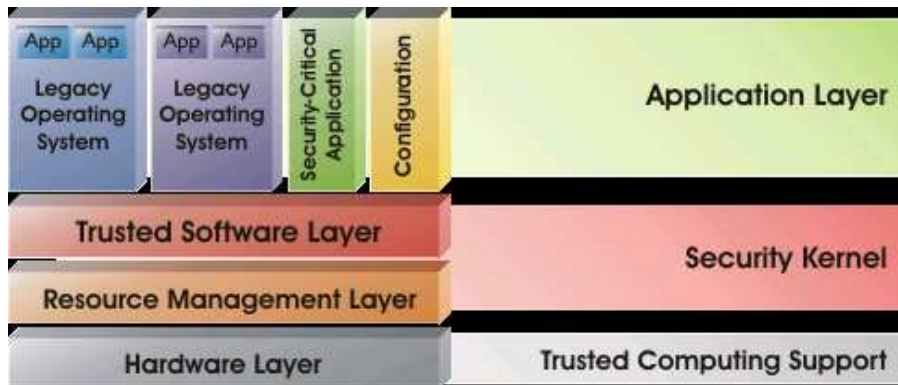 App App
Legacy
Operating
System
App App
Legacy
Operating
System
Security-Critical
Application
Configuration
Application Layer
Trusted Software Layer
Resource Management Layer
Security Kernel
Hardware Layer
Trusted Computing Support